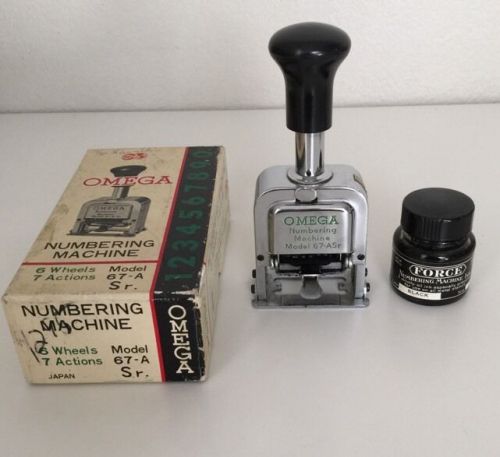 OMEGA
NUMBERING
MACHINE
6 Wheels Model
7 Actions 67-A
Sr.
1234567890
NUMBERING
MACHINE
6 Wheels Model
7 Actions 67-A
Sr.
JAPAN
OMEGA
OMEGA
Numbering
Machine
Model 67-ASr
FORCE
NUMBERING MACHINE
BLACK